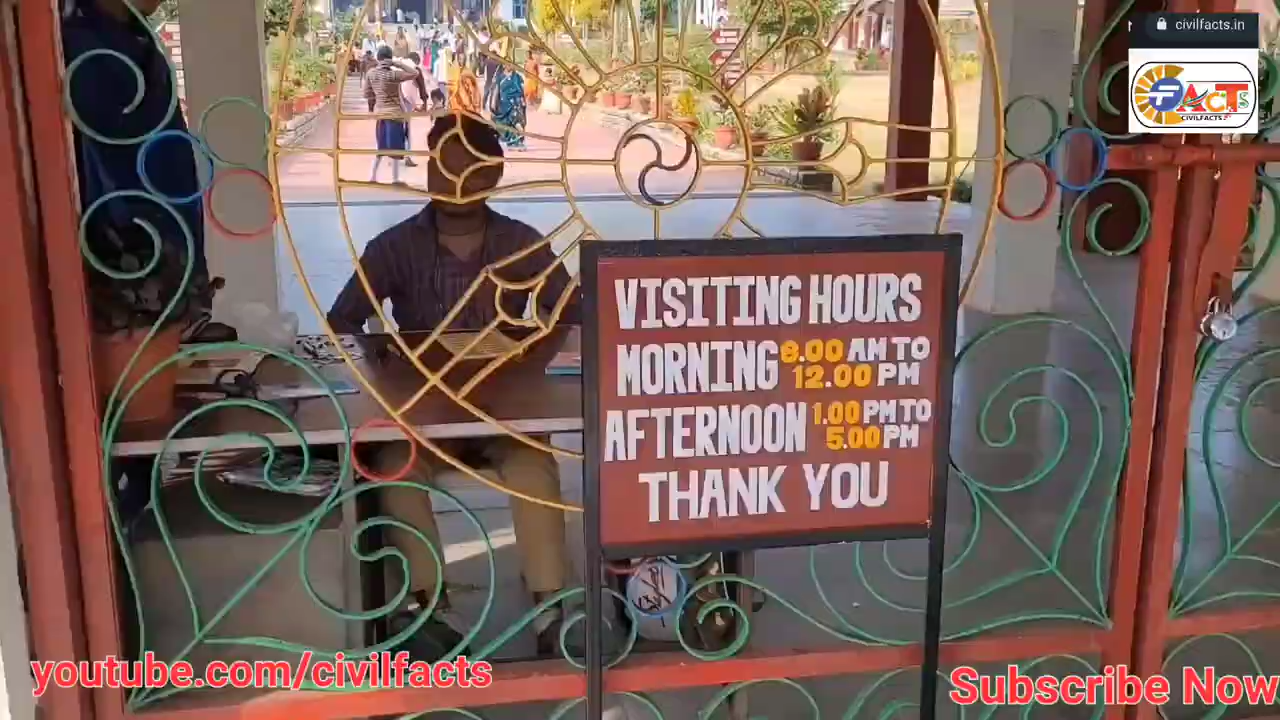 civilfacts.in
FACTS
CIVILFACTS
VISITING HOURS
MORNING 8.00 AM TO
12.00 PM
AFTERNOON 1.00 PM TO
5.00 PM
THANK YOU
youtube.com/civilfacts
Subscribe Now